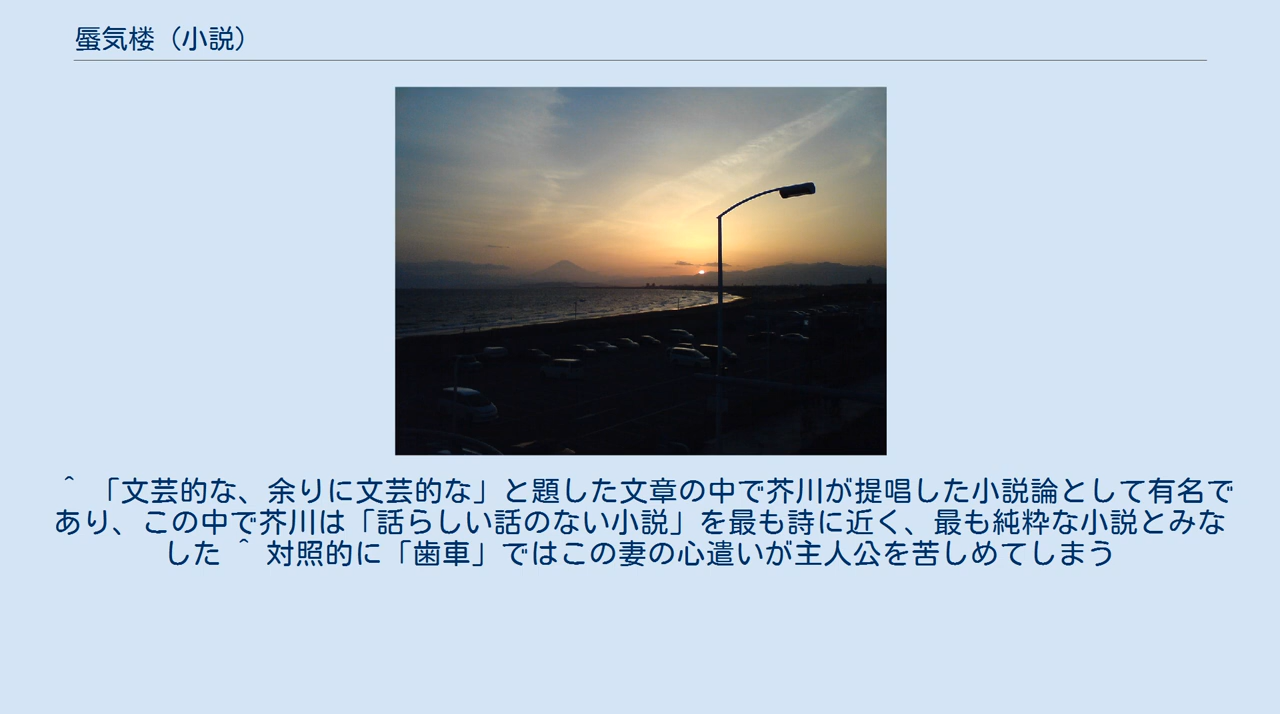 蜃気楼（小説）
^ 「文芸的な、余りに文芸的な」と題した文章の中で芥川が提唱した小説論として有名で
あり、この中で芥川は「話らしい話のない小説」を最も詩に近く、最も純粋な小説とみな
した ^ 対照的に「歯車」ではこの妻の心遣いが主人公を苦しめてしまう